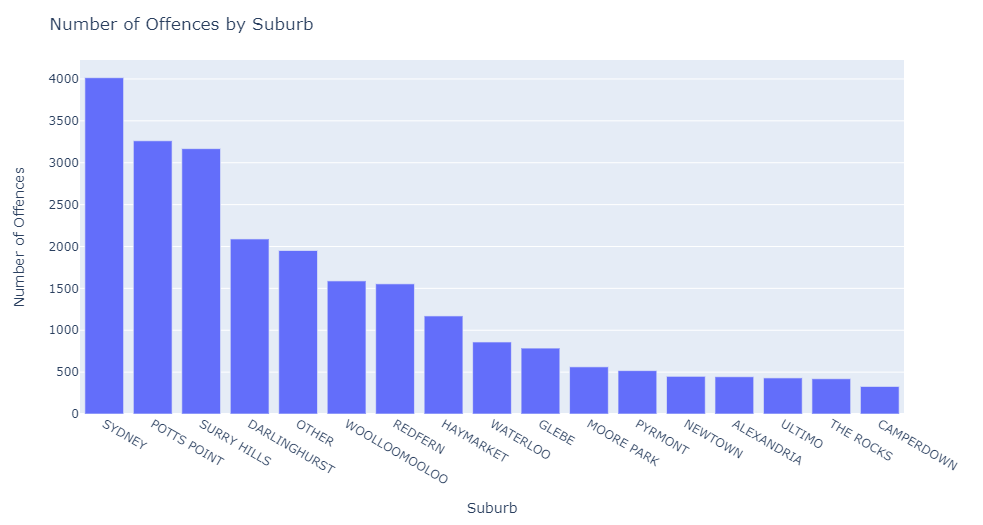 Number of Offences by Suburb
Number of Offences
4000
3500
3000
2500
2000
1500
1000
500
0
SYDNEY
POTTS POINT
SURRY HILLS
DARLINGHURST
OTHER
WOOLLOOMOOLOO
REDFERN
HAYMARKET
WATERLOO
GLEBE
MOORE PARK
PYRMONT
NEWTOWN
ALEXANDRIA
ULTIMO
THE ROCKS
CAMPERDOWN
Suburb